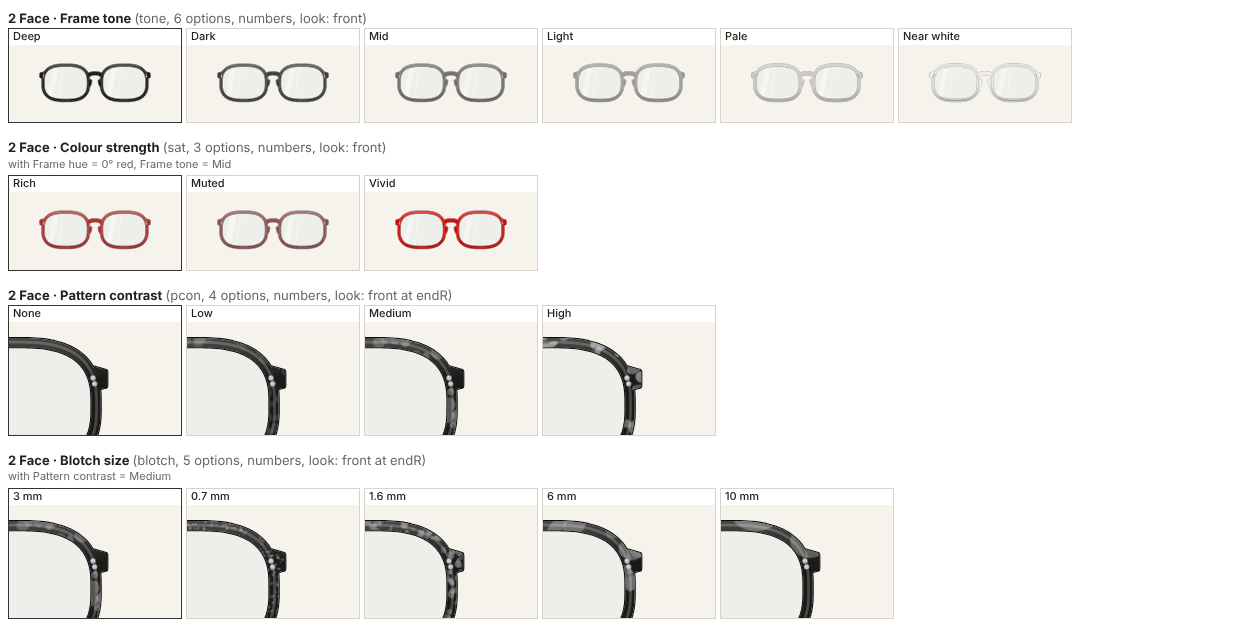 2 Face · Frame tone (tone, 6 options, numbers, look: front)
Deep Dark Mid Light Pale Near white
2 Face · Colour strength (sat, 3 options, numbers, look: front)
with Frame hue = 0° red, Frame tone = Mid
Rich Muted Vivid
2 Face · Pattern contrast (pcon, 4 options, numbers, look: front at endR)
None Low Medium High
2 Face · Blotch size (blotch, 5 options, numbers, look: front at endR)
with Pattern contrast = Medium
3 mm 0.7 mm 1.6 mm 6 mm 10 mm